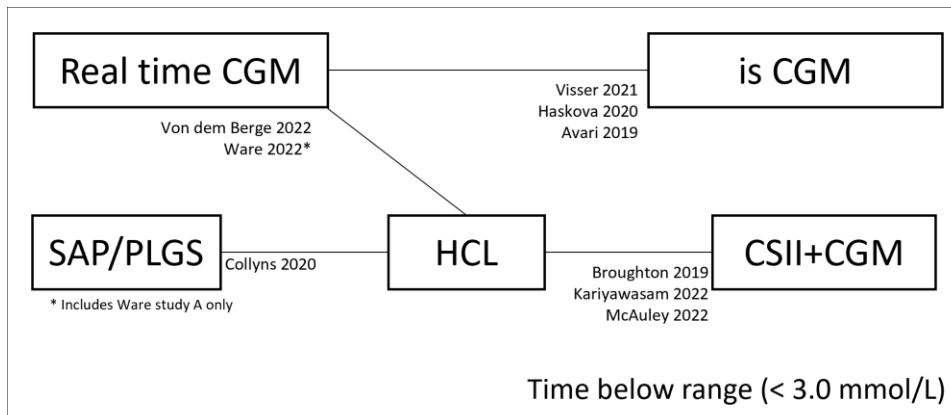 Real time CGM
is CGM
Visser 2021
Haskova 2020
Avari 2019
Von dem Berge 2022
Ware 2022*
SAP/PLGS
Collyns 2020
HCL
CSII+CGM
Broughton 2019
Kariyawasam 2022
McAuley 2022
* Includes Ware study A only
Time below range (< 3.0 mmol/L)